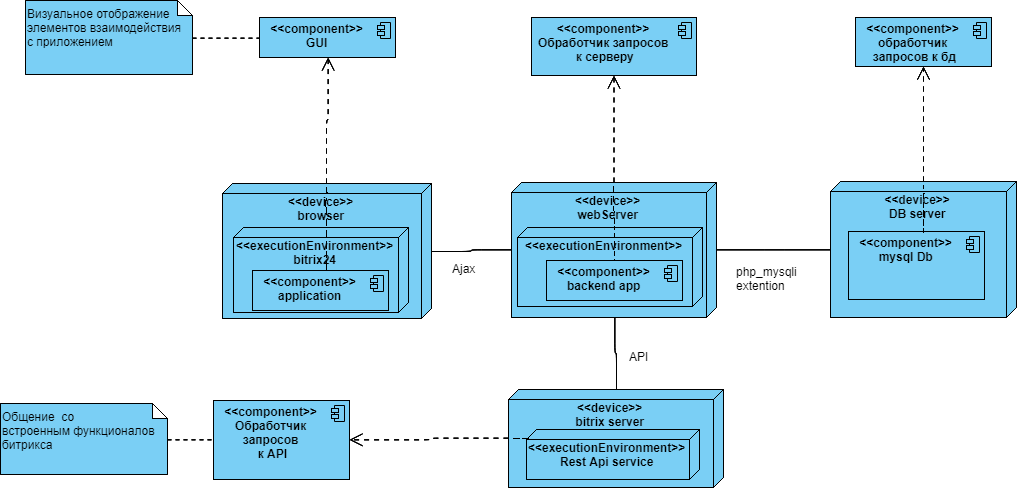 Визуальное отображение
элементов взаимодействия
с приложением
<<component>>
GUI
<<component>>
Обработчик запросов
к серверу
<<component>>
обработчик
запросов к бд
<<device>>
browser
<<executionEnvironment>>
bitrix24
<<component>>
application
Ajax
<<device>>
webServer
<<executionEnvironment>>
<<component>>
backend app
php_mysqli
extention
<<device>>
DB server
<<component>>
mysql Db
API
Общение со
встроенным функционалов
битрикса
<<component>>
Обработчик
запросов
к API
<<device>>
bitrix server
<<executionEnvironment>>
Rest Api service